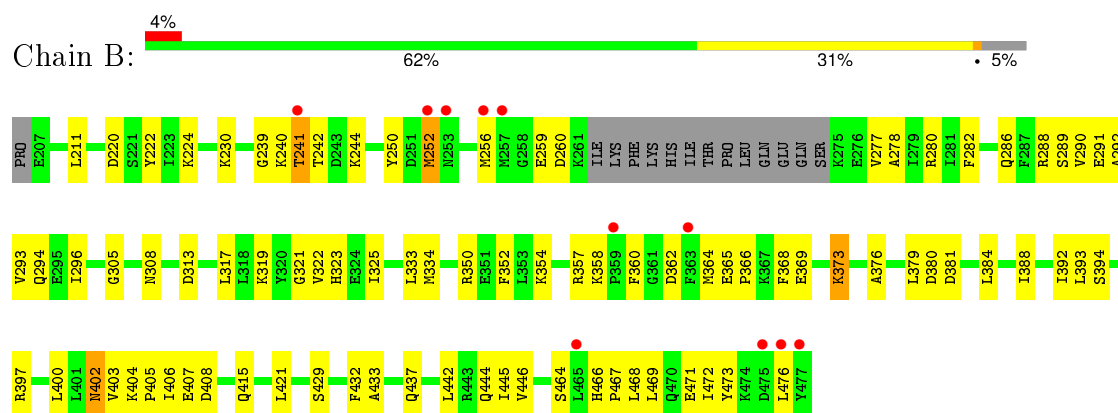 4%
Chain B:
62% 31% • 5%
PRO E207 L211 D220 S221 Y222 I223 K224 K230 G239 K240 T241 T242 D243 K244 Y250 D251 M252 N253 M256 M257 G258 E259 D260 K261 ILE LYS PHE LYS HIS ILE THR PRO LEU GLN GLU GLN SER K275 E276 V277 A278 I279 R280 I281 F282 Q286 F287 R288 S289 V290 E291 A292
V293 Q294 E295 I296 G305 N308 D313 L317 L318 K319 Y320 G321 V322 H323 E324 I325 L333 M334 R350 E351 F352 L353 K354 R357 K358 P359 F360 G361 D362 F363 M364 E365 P366 K367 F368 E369 K373 A376 L379 D380 D381 L384 I388 I392 L393 S394
R397 L400 L401 N402 V403 K404 P405 I406 E407 D408 Q415 L421 S429 F432 A433 Q437 L442 R443 Q444 I445 V446 S464 L465 H466 P467 L468 L469 Q470 E471 I472 Y473 K474 D475 L476 Y477